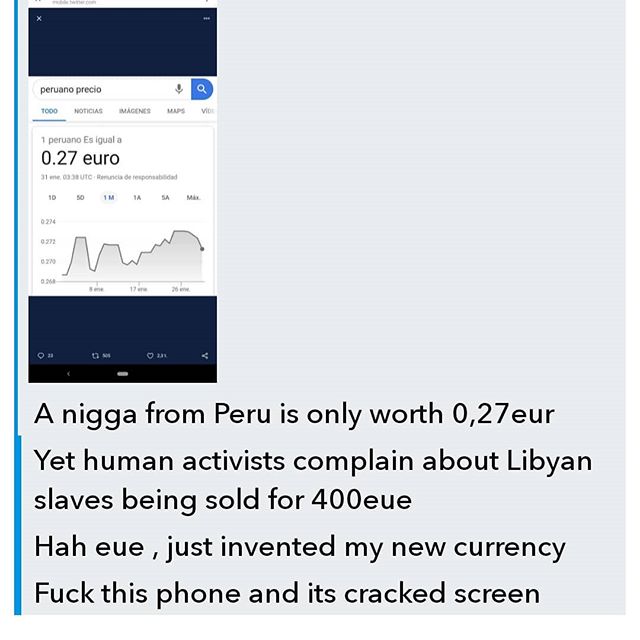 mobile.twitter.com
peruano precio
TODO NOTICIAS IMÁGENES MAPS VÍD
1 peruano Es igual a
0.27 euro
31 ene. 03:38 UTC · Renuncia de responsabilidad
1D 5D 1 M 1A 5A Máx.
0.274
0.272
0.270
0.268
8 ene. 17 ene. 26 ene.
23 505 2,3 t.
A nigga from Peru is only worth 0,27eur
Yet human activists complain about Libyan
slaves being sold for 400eue
Hah eue , just invented my new currency
Fuck this phone and its cracked screen